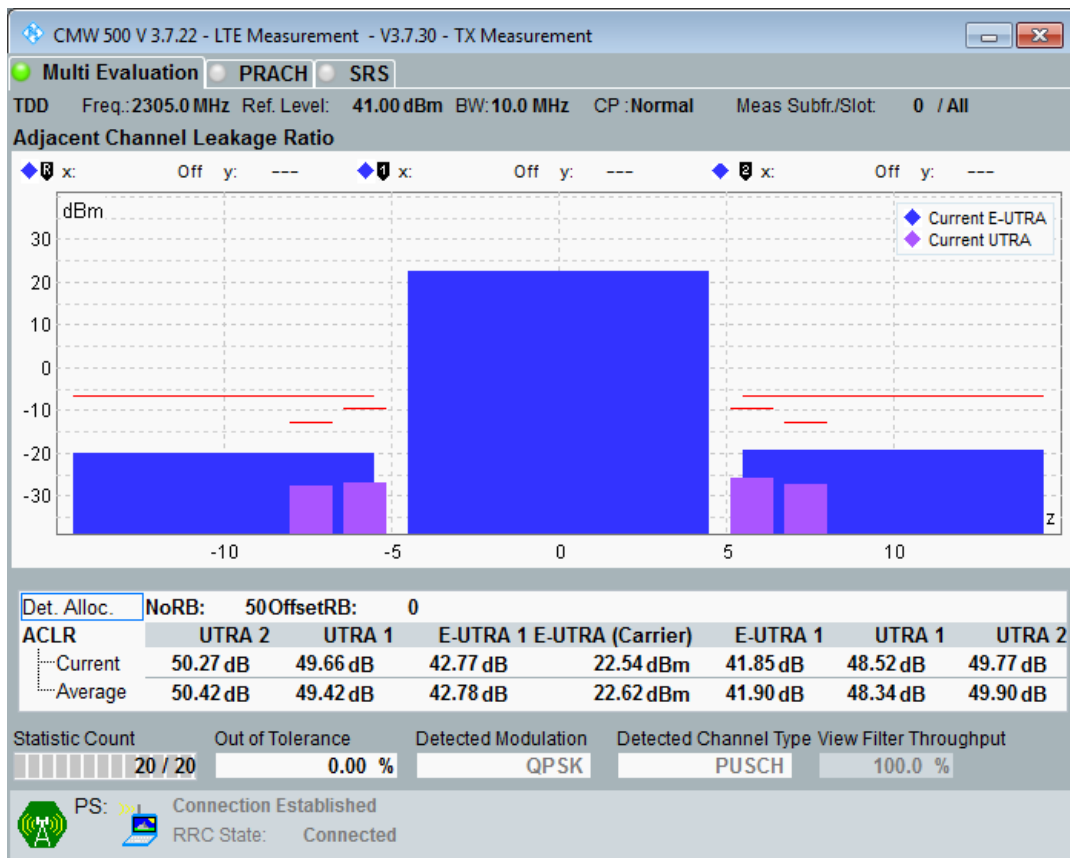 CMW 500 V 3.7.22 - LTE Measurement - V3.7.30 - TX Measurement
Multi Evaluation PRACH SRS
TDD Freq.: 2305.0 MHz Ref. Level: 41.00 dBm BW: 10.0 MHz CP : Normal Meas Subfr./Slot: 0 / All
Adjacent Channel Leakage Ratio
R x: Off y: --- 1 x: Off y: --- 2 x: Off y: ---
dBm
Current E-UTRA
Current UTRA
30
20
10
0
-10
-20
-30
z
-10 -5 0 5 10
Det. Alloc. NoRB: 50 OffsetRB: 0
ACLR UTRA 2 UTRA 1 E-UTRA 1 E-UTRA (Carrier) E-UTRA 1 UTRA 1 UTRA 2
Current 50.27 dB 49.66 dB 42.77 dB 22.54 dBm 41.85 dB 48.52 dB 49.77 dB
Average 50.42 dB 49.42 dB 42.78 dB 22.62 dBm 41.90 dB 48.34 dB 49.90 dB
Statistic Count Out of Tolerance Detected Modulation Detected Channel Type View Filter Throughput
20 / 20 0.00 % QPSK PUSCH 100.0 %
PS: Connection Established
RRC State: Connected